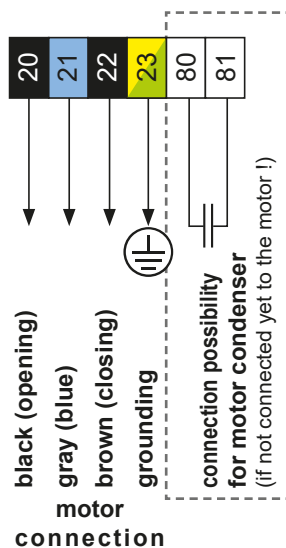 20
21
22
23
80
81
black (opening)
gray (blue)
brown (closing)
grounding
motor
connection
connection possibility
for motor condenser
(if not connected yet to the motor !)